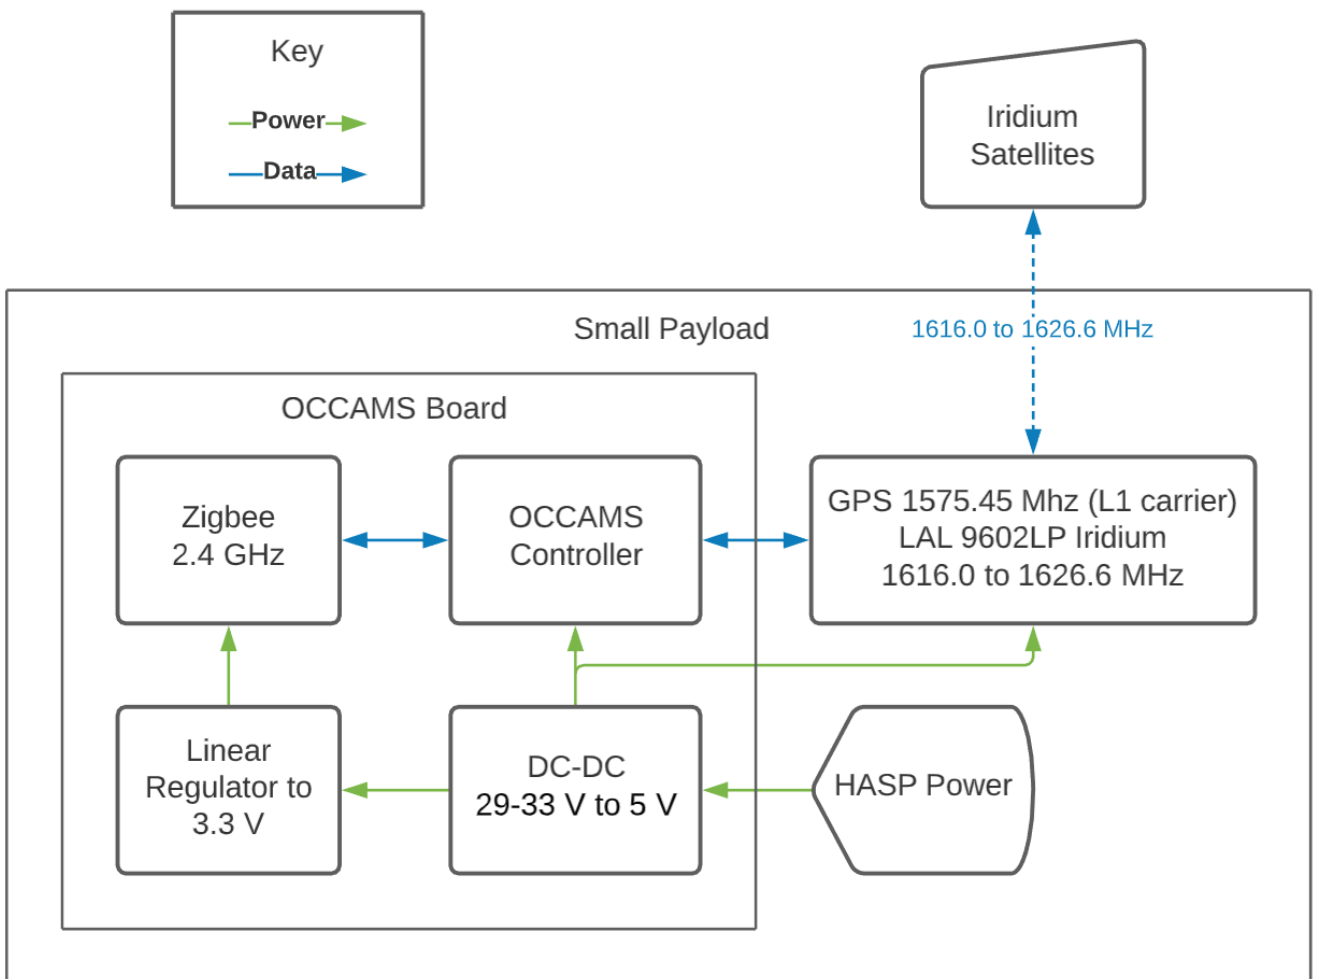 Key
Power
Data
Iridium
Satellites
1616.0 to 1626.6 MHz
Small Payload
OCCAMS Board
Zigbee
2.4 GHz
OCCAMS
Controller
GPS 1575.45 Mhz (L1 carrier)
LAL 9602LP Iridium
1616.0 to 1626.6 MHz
Linear
Regulator to
3.3 V
DC-DC
29-33 V to 5 V
HASP Power